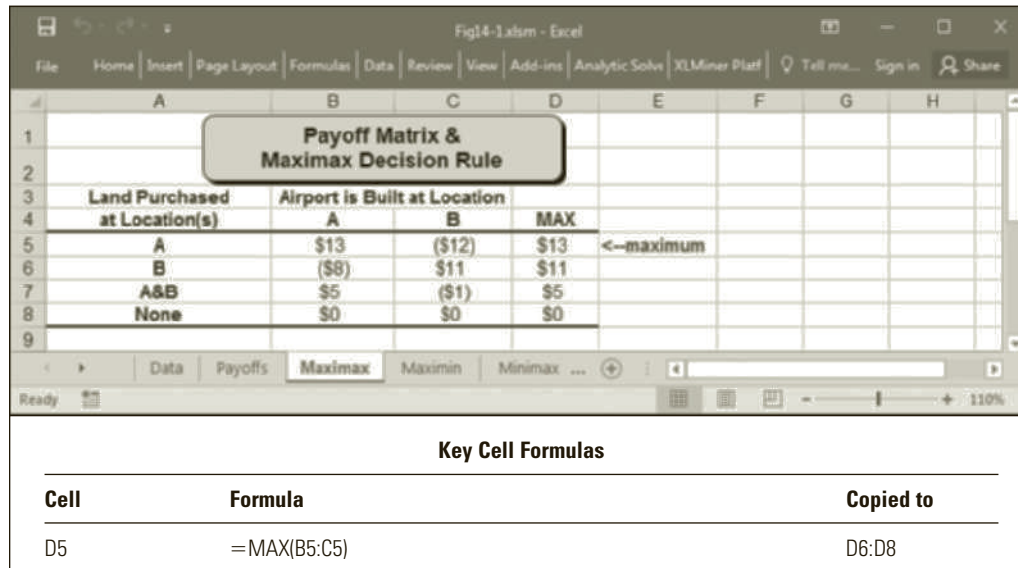 Fig14-1.xlsm - Excel
File Home Insert Page Layout Formulas Data Review View Add-ins Analytic Solve XLMiner Platf Tell me... Sign in Share
A B C D E F G H
1 Payoff Matrix &
2 Maximax Decision Rule
3 Land Purchased Airport is Built at Location
4 at Location(s) A B MAX
5 A $13 ($12) $13 <--maximum
6 B ($8) $11 $11
7 A&B $5 ($1) $5
8 None $0 $0 $0
9
Data Payoffs Maximax Maximin Minimax ...
Ready 110%
Key Cell Formulas
Cell Formula Copied to
D5 =MAX(B5:C5) D6:D8